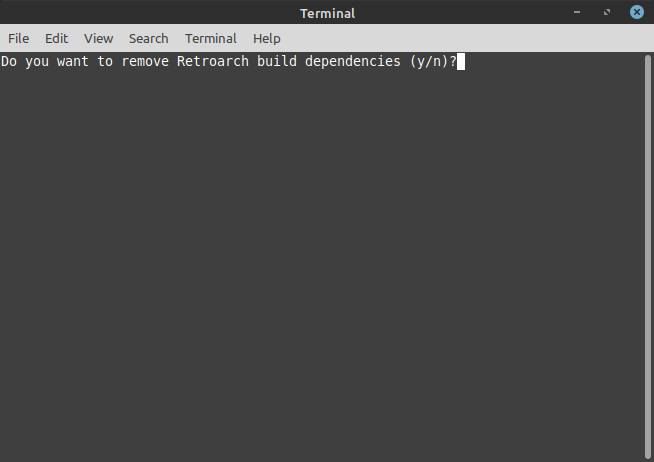 Terminal
File Edit View Search Terminal Help
Do you want to remove Retroarch build dependencies (y/n)?